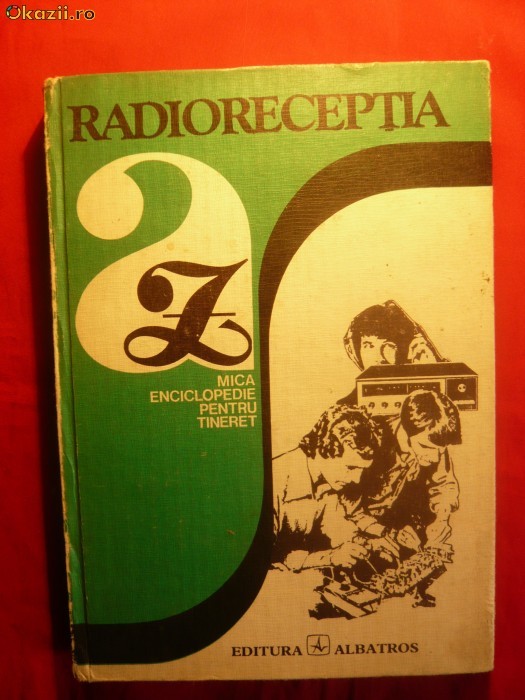 Okazii.ro
RADIORECEPȚIA
a
Z
MICA
ENCICLOPEDIE
PENTRU
TINERET
EDITURA ALBATROS